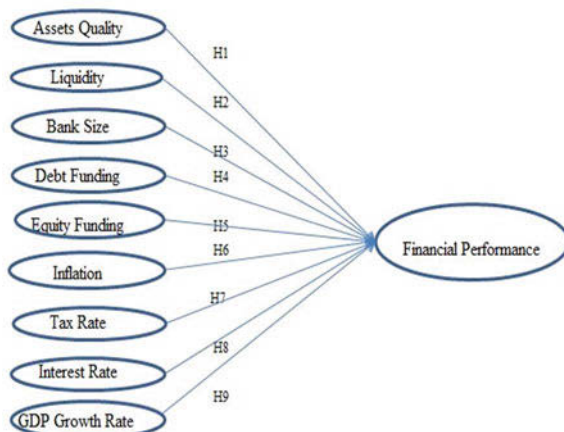 Assets Quality
H1
Liquidity
H2
Bank Size
H3
Debt Funding
H4
Equity Funding
H5
Financial Performance
Inflation
H6
Tax Rate
H7
Interest Rate
H8
GDP Growth Rate
H9